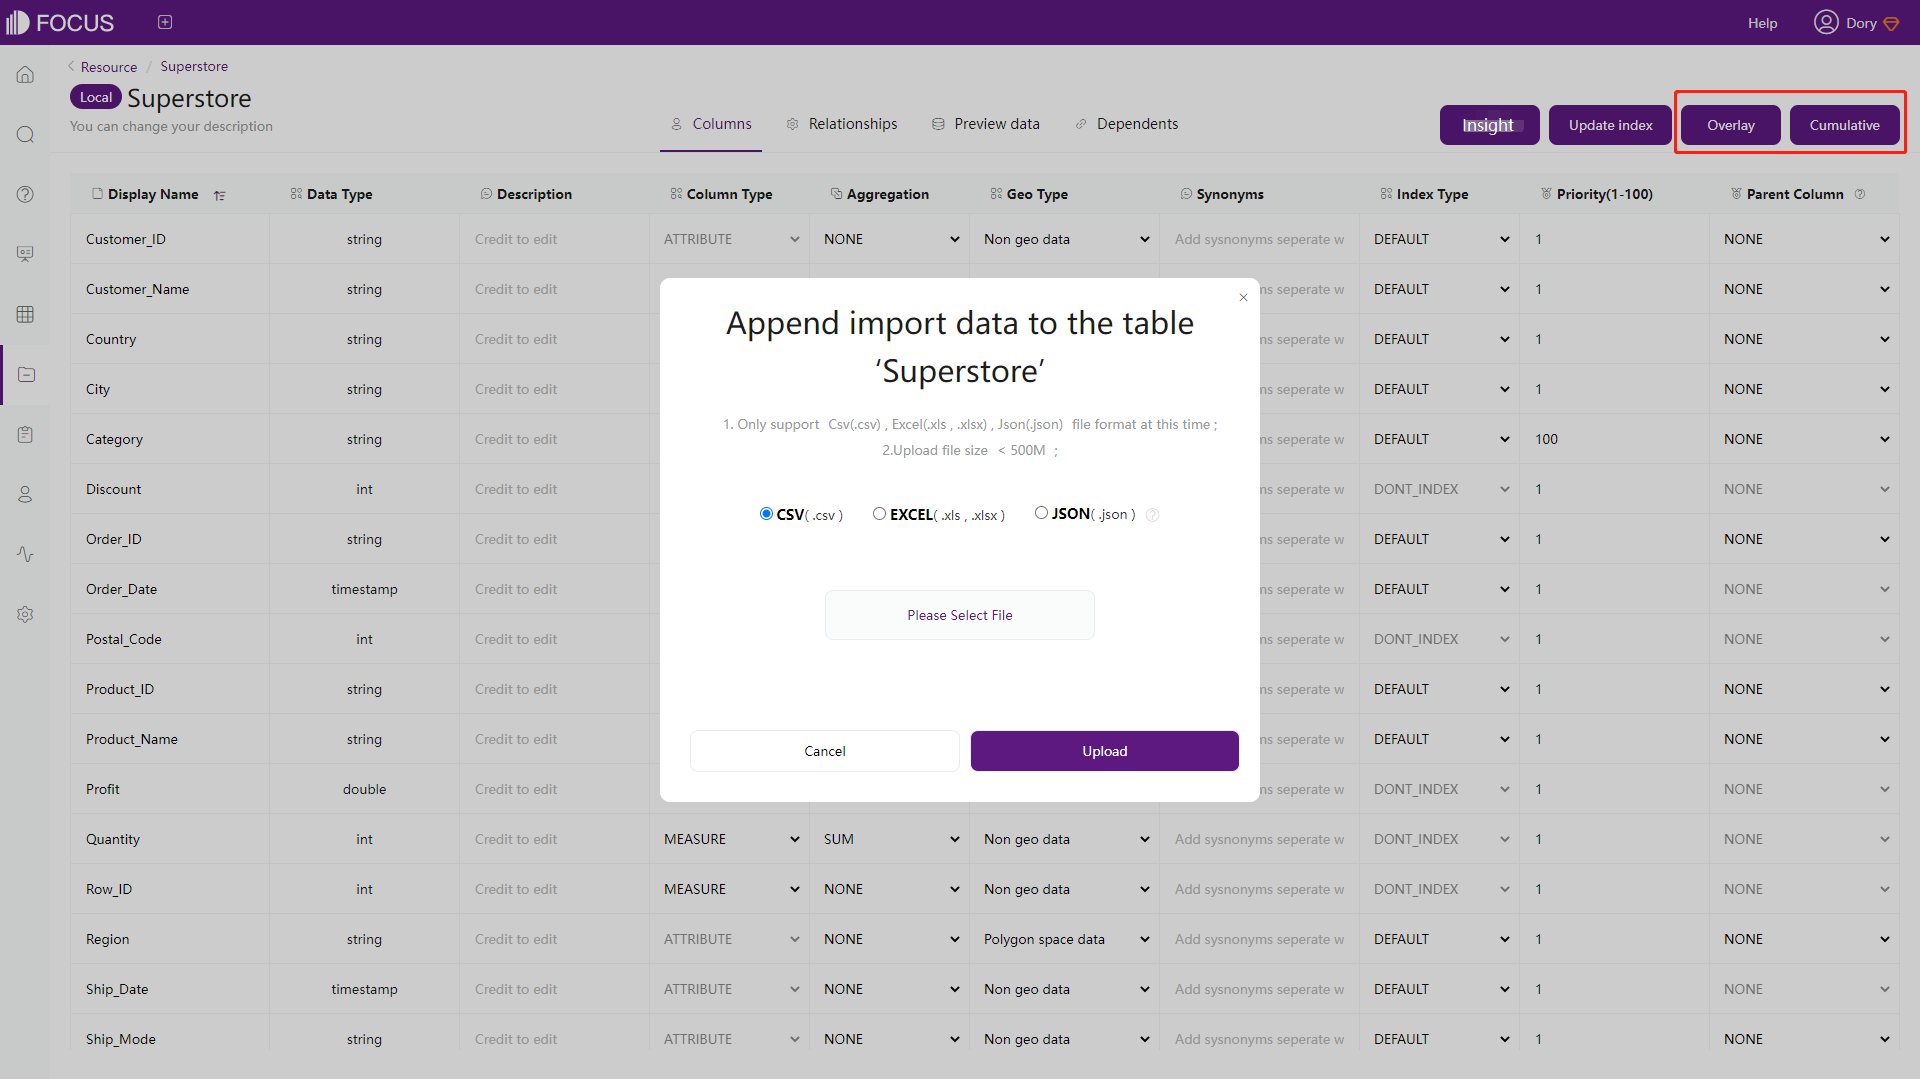 FOCUS
Help
Dory
Resource / Superstore
Local Superstore
You can change your description
Columns Relationships Preview data Dependents
Insight Update index Overlay Cumulative
Display Name Data Type Description Column Type Aggregation Geo Type Synonyms Index Type Priority(1-100) Parent Column
Customer_ID string Credit to edit ATTRIBUTE NONE Non geo data Add sysnonyms seperate w DEFAULT 1 NONE
Customer_Name string Credit to edit ms seperate w DEFAULT 1 NONE
Country string Credit to edit ms seperate w DEFAULT 1 NONE
City string Credit to edit ms seperate w DEFAULT 1 NONE
Category string Credit to edit ms seperate w DEFAULT 100 NONE
Discount int Credit to edit ms seperate w DONT_INDEX 1 NONE
Order_ID string Credit to edit ms seperate w DEFAULT 1 NONE
Order_Date timestamp Credit to edit ms seperate w DEFAULT 1 NONE
Postal_Code int Credit to edit ms seperate w DONT_INDEX 1 NONE
Product_ID string Credit to edit ms seperate w DEFAULT 1 NONE
Product_Name string Credit to edit ms seperate w DEFAULT 1 NONE
Profit double Credit to edit ms seperate w DONT_INDEX 1 NONE
Quantity int Credit to edit MEASURE SUM Non geo data Add sysnonyms seperate w DONT_INDEX 1 NONE
Row_ID int Credit to edit MEASURE NONE Non geo data Add sysnonyms seperate w DONT_INDEX 1 NONE
Region string Credit to edit ATTRIBUTE NONE Polygon space data Add sysnonyms seperate w DEFAULT 1 NONE
Ship_Date timestamp Credit to edit ATTRIBUTE NONE Non geo data Add sysnonyms seperate w DEFAULT 1 NONE
Ship_Mode string Credit to edit ATTRIBUTE NONE Non geo data Add sysnonyms seperate w DEFAULT 1 NONE
Append import data to the table
‘Superstore’
1. Only support Csv(.csv) , Excel(.xls , .xlsx) , Json(.json) file format at this time ;
2.Upload file size < 500M ;
CSV( .csv ) EXCEL( .xls , .xlsx ) JSON( .json )
Please Select File
Cancel Upload